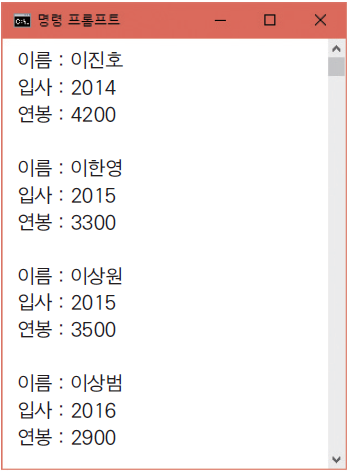 명령 프롬프트
이름 : 이진호
입사 : 2014
연봉 : 4200
이름 : 이한영
입사 : 2015
연봉 : 3300
이름 : 이상원
입사 : 2015
연봉 : 3500
이름 : 이상범
입사 : 2016
연봉 : 2900